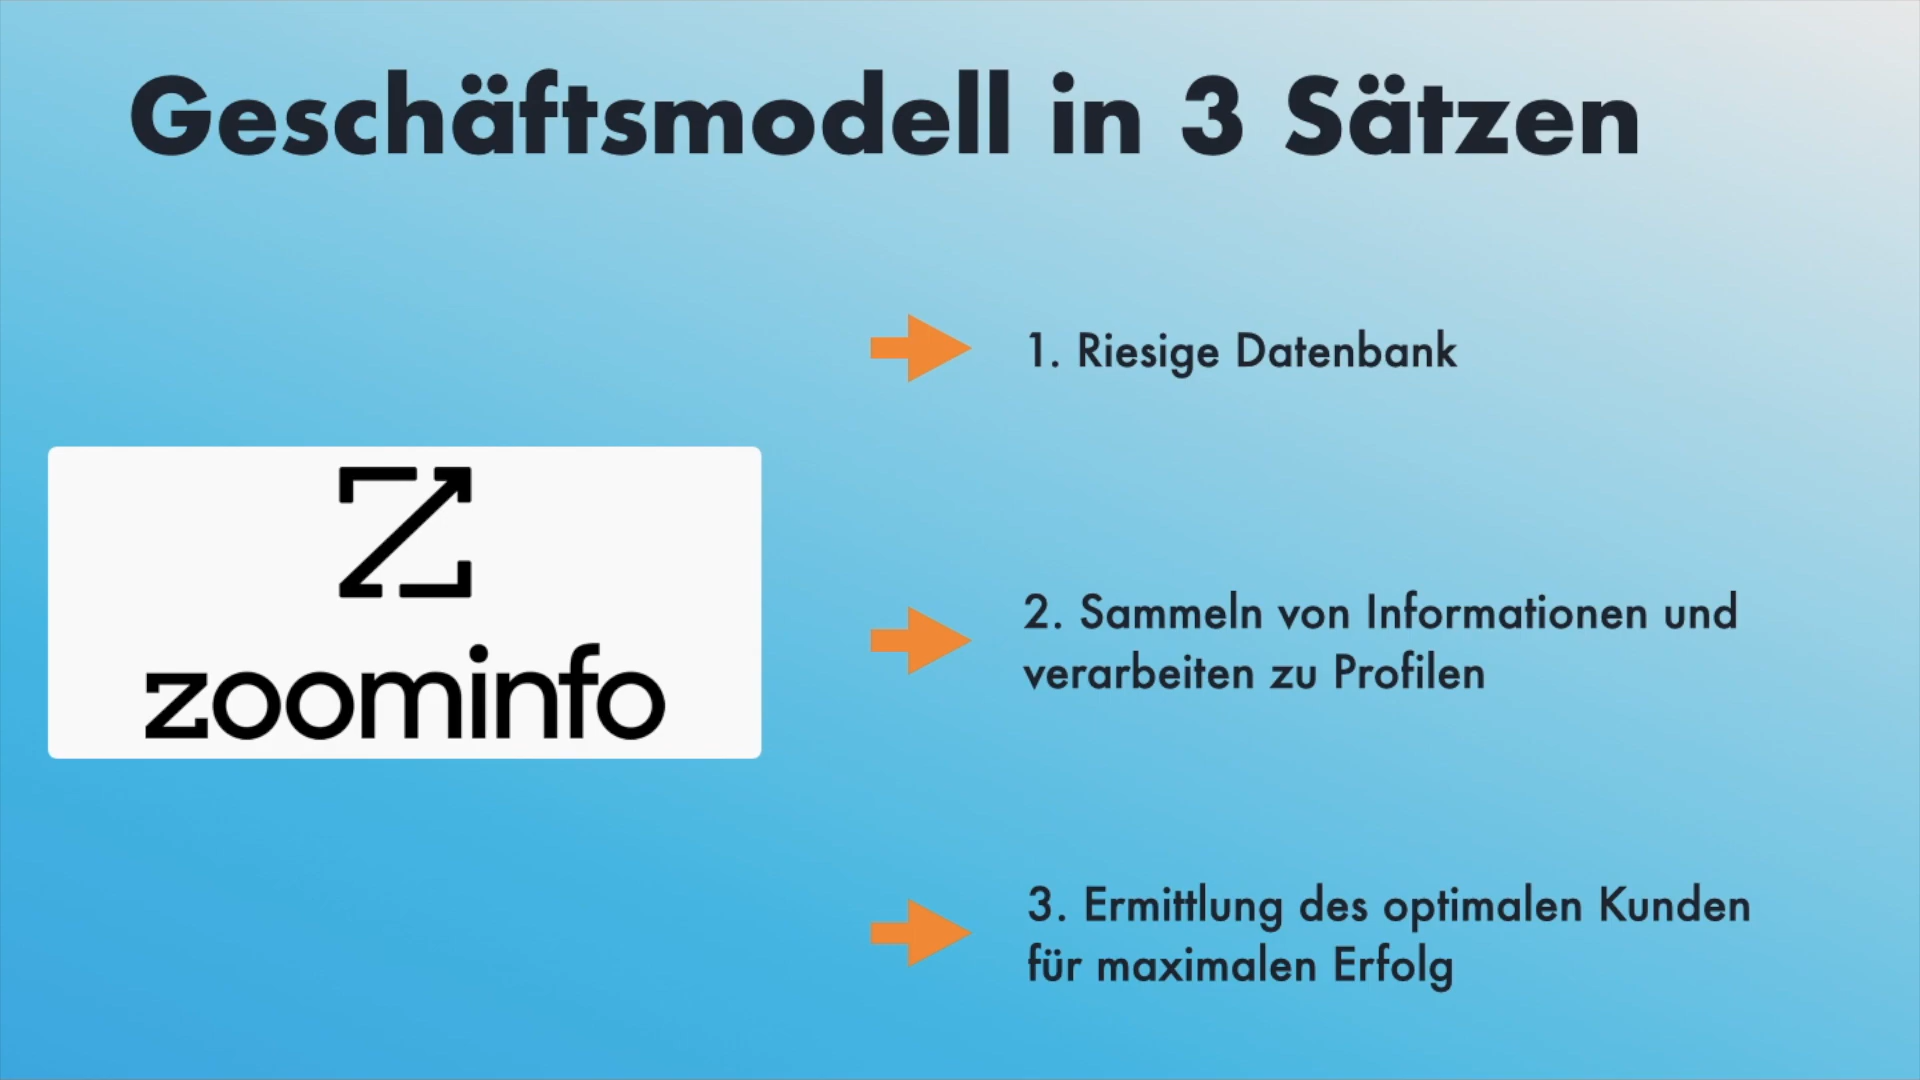 Geschäftsmodell in 3 Sätzen
1. Riesige Datenbank
zoominfo
2. Sammeln von Informationen und
verarbeiten zu Profilen
3. Ermittlung des optimalen Kunden
für maximalen Erfolg